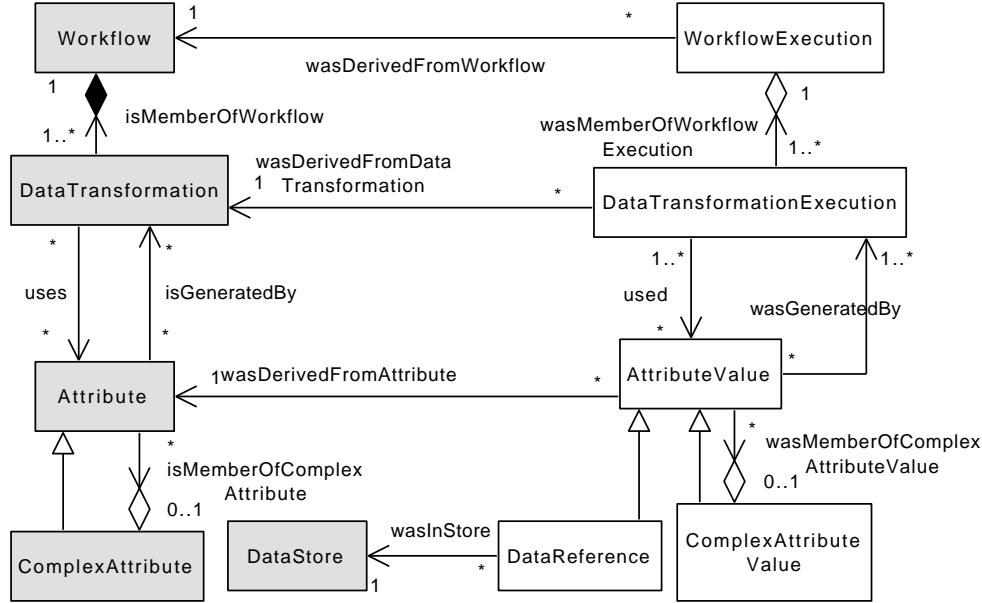 1
*
Workflow
WorkflowExecution
wasDerivedFromWorkflow
1
1
isMemberOfWorkflow
wasMemberOfWorkflow
Execution
1..*
1..*
wasDerivedFromData
Transformation
1
*
DataTransformation
DataTransformationExecution
*
*
1..*
1..*
uses
isGeneratedBy
used
wasGeneratedBy
*
*
*
*
Attribute
1
wasDerivedFromAttribute
*
AttributeValue
*
isMemberOfComplex
Attribute
0..1
*
wasMemberOfComplex
AttributeValue
0..1
ComplexAttribute
DataStore
wasInStore
1
*
DataReference
ComplexAttribute
Value